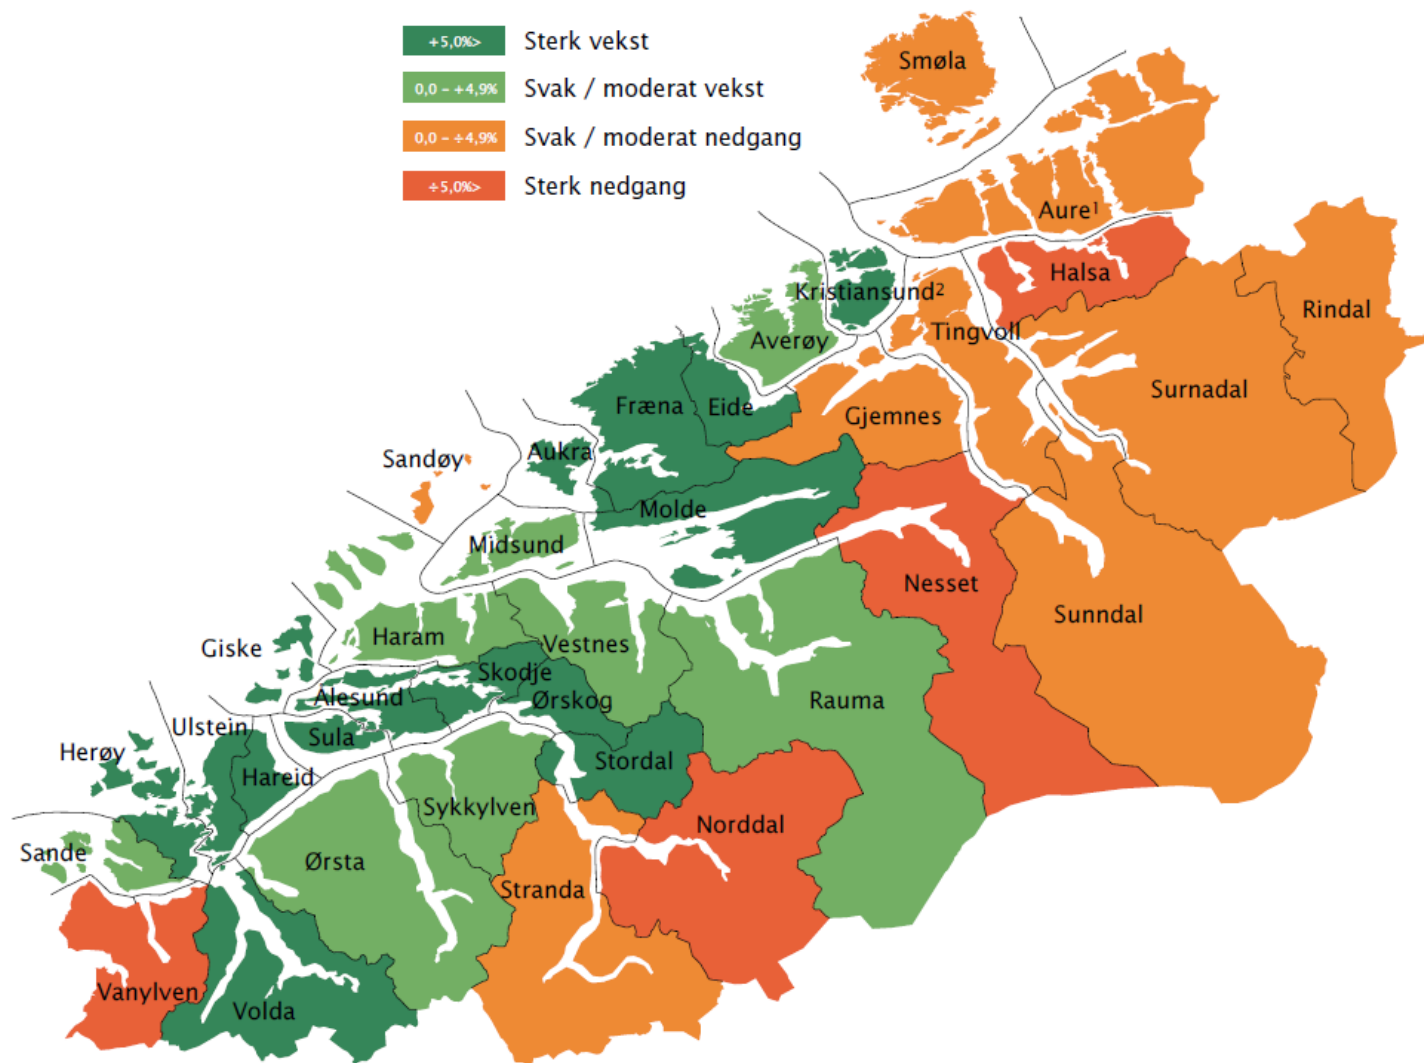 +5,0%> Sterk vekst
0,0 – +4,9% Svak / moderat vekst
0,0 – ÷4,9% Svak / moderat nedgang
÷5,0%> Sterk nedgang
Smøla
Aure¹
Halsa
Kristiansund²
Rindal
Tingvoll
Averøy
Surnadal
Fræna
Eide
Gjemnes
Aukra
Sandøy
Molde
Midsund
Nesset
Sunndal
Haram
Vestnes
Giske
Skodje
Ålesund
Ørskog
Rauma
Ulstein
Sula
Herøy
Stordal
Hareid
Sykkylven
Norddal
Sande
Ørsta
Stranda
Vanylven
Volda